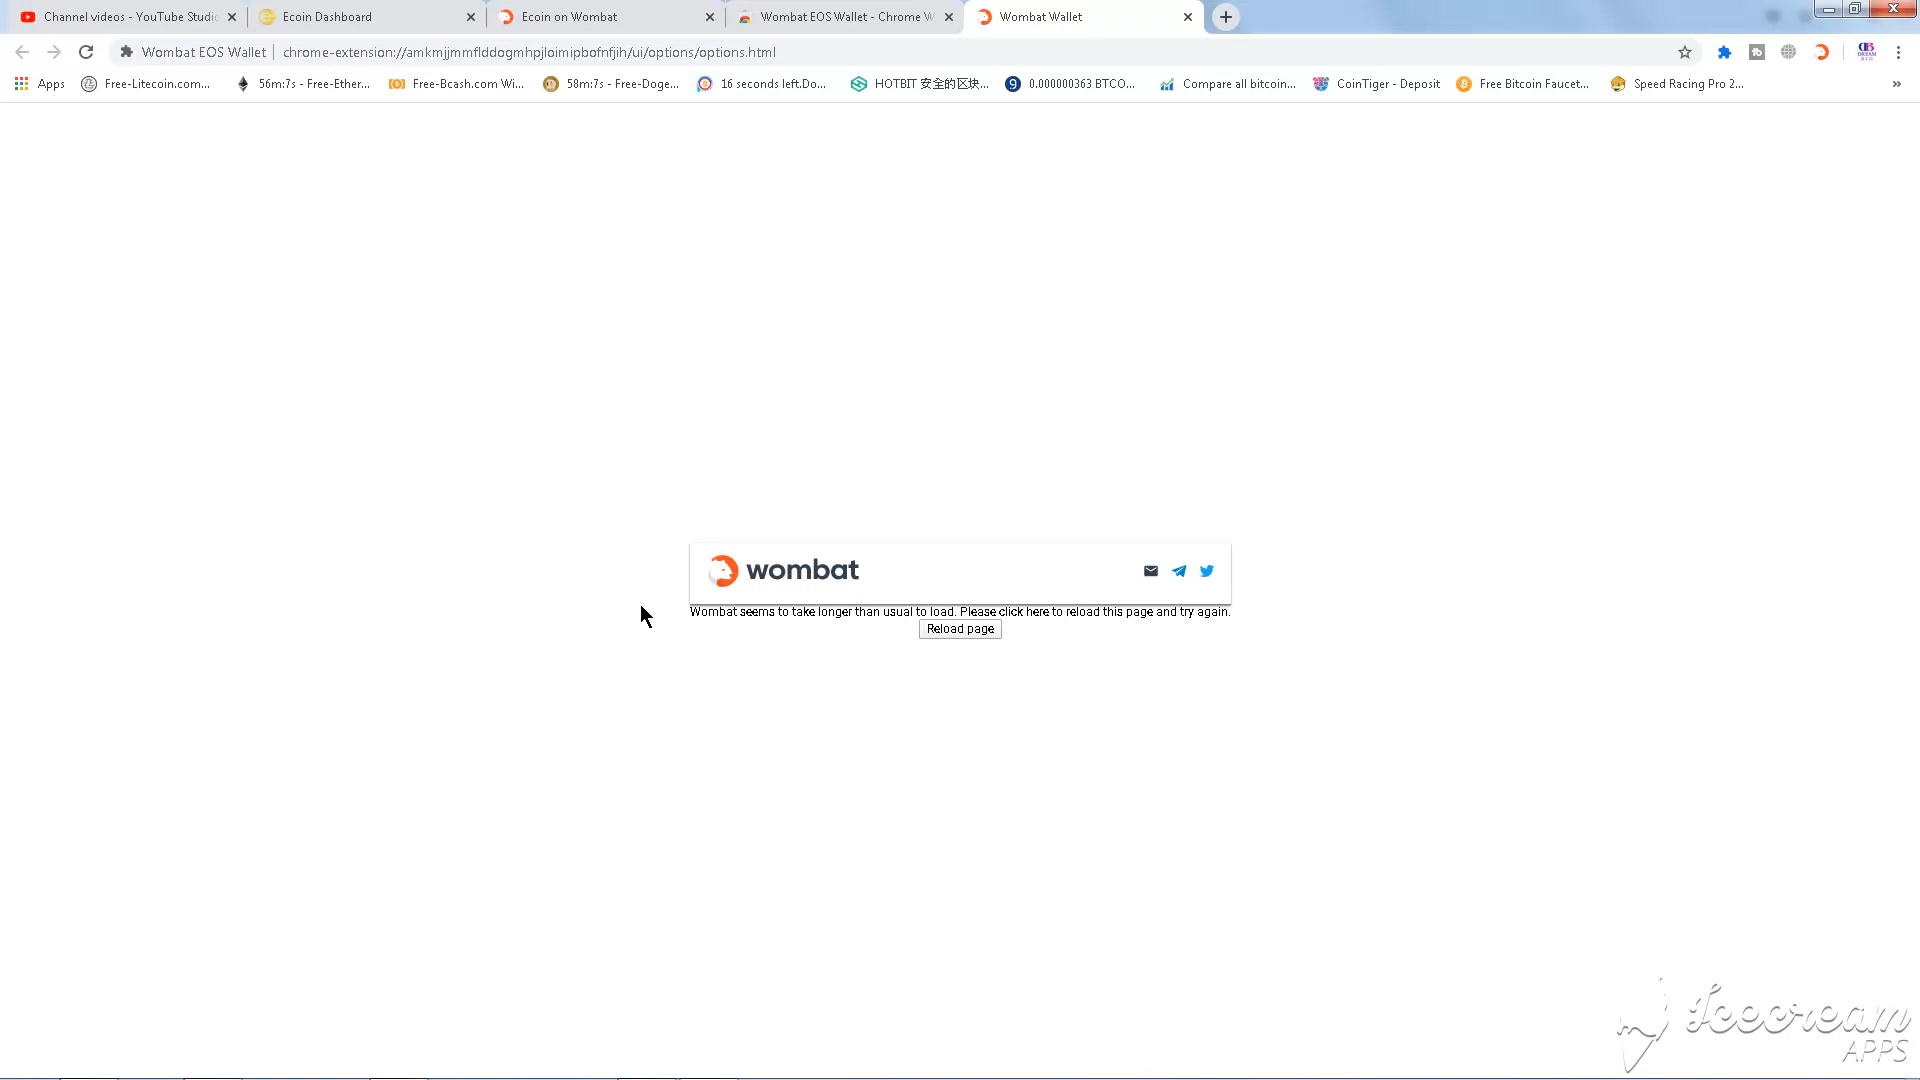 Channel videos - YouTube Studi
Ecoin Dashboard
Ecoin on Wombat
Wombat EOS Wallet - Chrome W
Wombat Wallet
Wombat EOS Wallet
chrome-extension://amkmjjmmflddogmhpjloimipbofnfjih/ui/options/options.html
Apps
Free-Litecoin.com...
56m:7s - Free-Ether...
Free-Bcash.com Wi...
58m:7s - Free-Doge...
16 seconds left.Do...
HOTBIT 安全的区块...
0.000000363 BTCO...
Compare all bitcoin...
CoinTiger - Deposit
Free Bitcoin Faucet...
Speed Racing Pro 2...
wombat
Wombat seems to take longer than usual to load. Please click here to reload this page and try again.
Reload page
Icecream
APPS